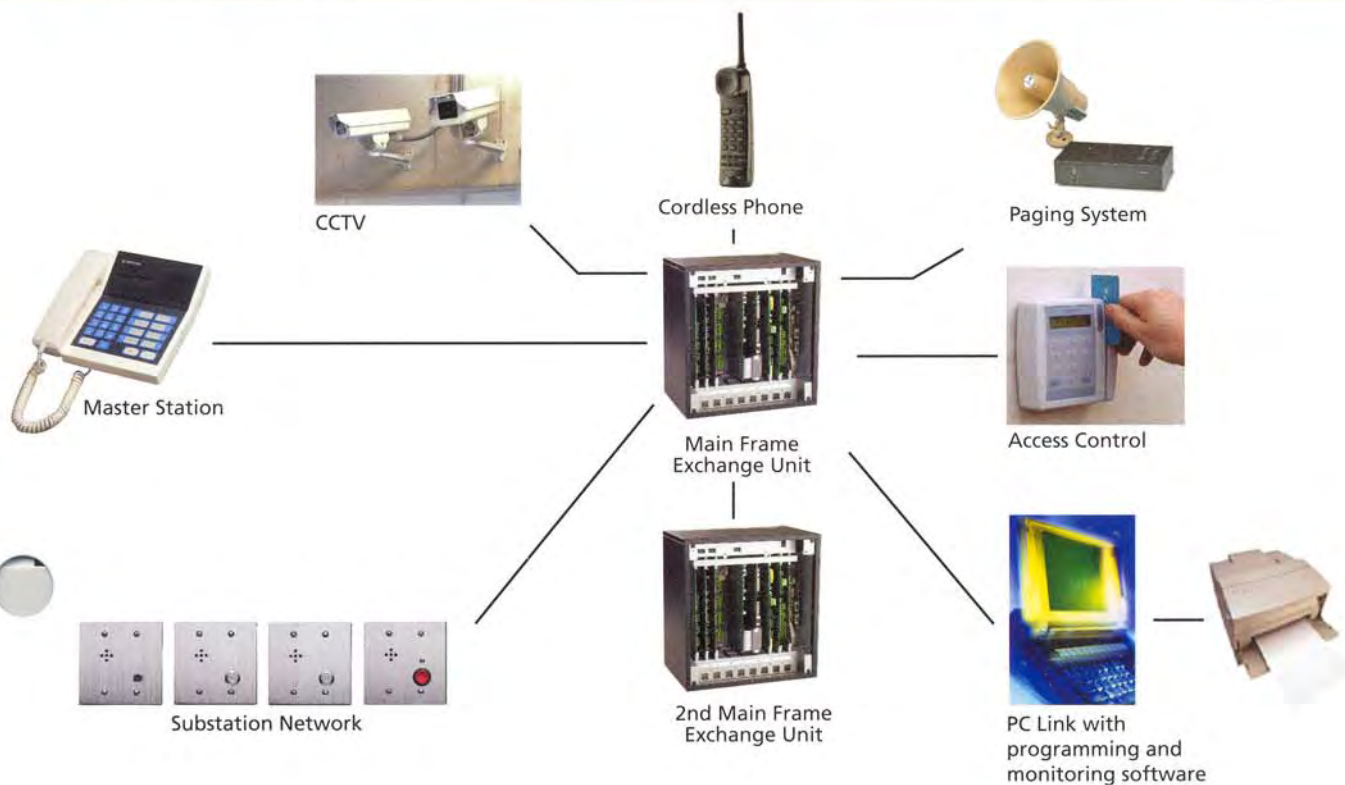 CCTV
Cordless Phone
Paging System
Master Station
Main Frame
Exchange Unit
Access Control
Substation Network
2nd Main Frame
Exchange Unit
PC Link with
programming and
monitoring software